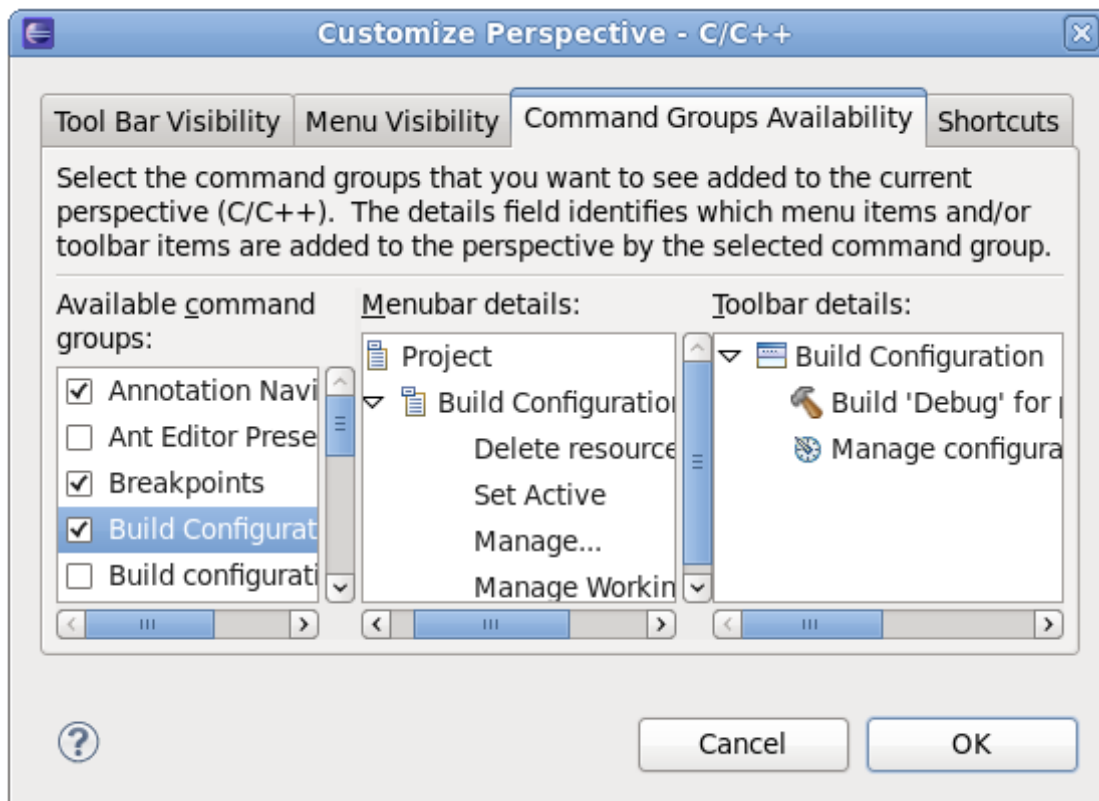 Customize Perspective - C/C++
Tool Bar Visibility
Menu Visibility
Command Groups Availability
Shortcuts
Select the command groups that you want to see added to the current
perspective (C/C++).  The details field identifies which menu items and/or
toolbar items are added to the perspective by the selected command group.
Available command
groups:
Annotation Navi
Ant Editor Prese
Breakpoints
Build Configurat
Build configurati
Menubar details:
Project
Build Configuration
Delete resource
Set Active
Manage...
Manage Workin
Toolbar details:
Build Configuration
Build 'Debug' for
Manage configura
?
Cancel
OK